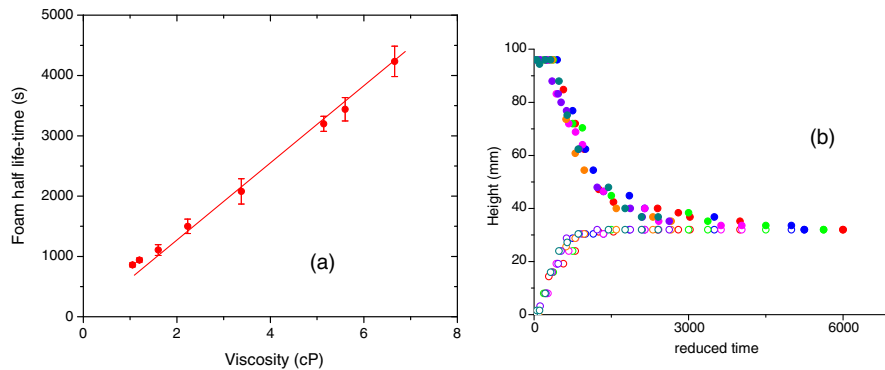 5000
4000
3000
2000
1000
0
0 2 4 6 8
Foam half life-time (s)
Viscosity (cP)
(a)
100
80
60
40
20
0
0 3000 6000
Height (mm)
reduced time
(b)